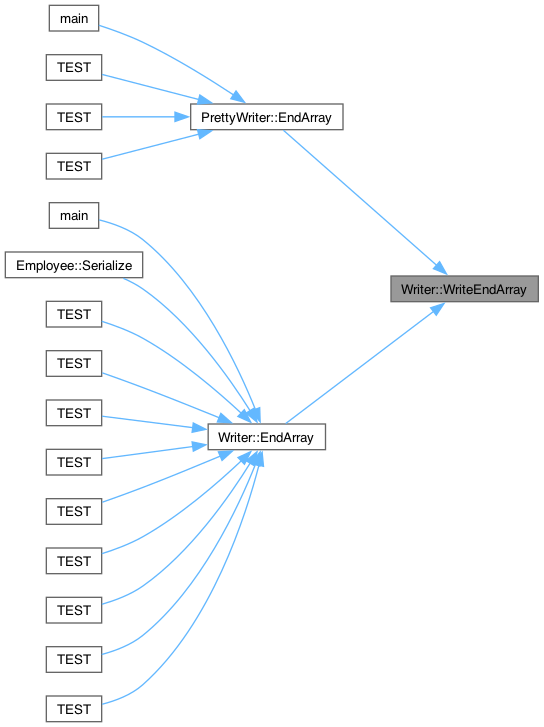 main
TEST
TEST
PrettyWriter::EndArray
TEST
main
Employee::Serialize
Writer::WriteEndArray
TEST
TEST
TEST
Writer::EndArray
TEST
TEST
TEST
TEST
TEST
TEST